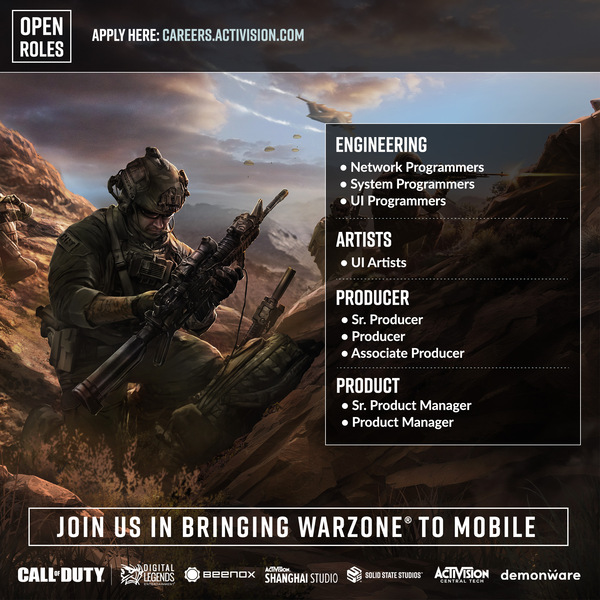 OPEN
ROLES
APPLY HERE: CAREERS.ACTIVISION.COM
ENGINEERING
• Network Programmers
• System Programmers
• UI Programmers
ARTISTS
• UI Artists
PRODUCER
• Sr. Producer
• Producer
• Associate Producer
PRODUCT
• Sr. Product Manager
• Product Manager
JOIN US IN BRINGING WARZONE® TO MOBILE
CALL OF DUTY
DIGITAL
LEGENDS
ENTERTAINMENT
BEENOX
ACTIVISION
SHANGHAI STUDIO
SOLID STATE STUDIOS
ACTIVISION
CENTRAL TECH
demonware